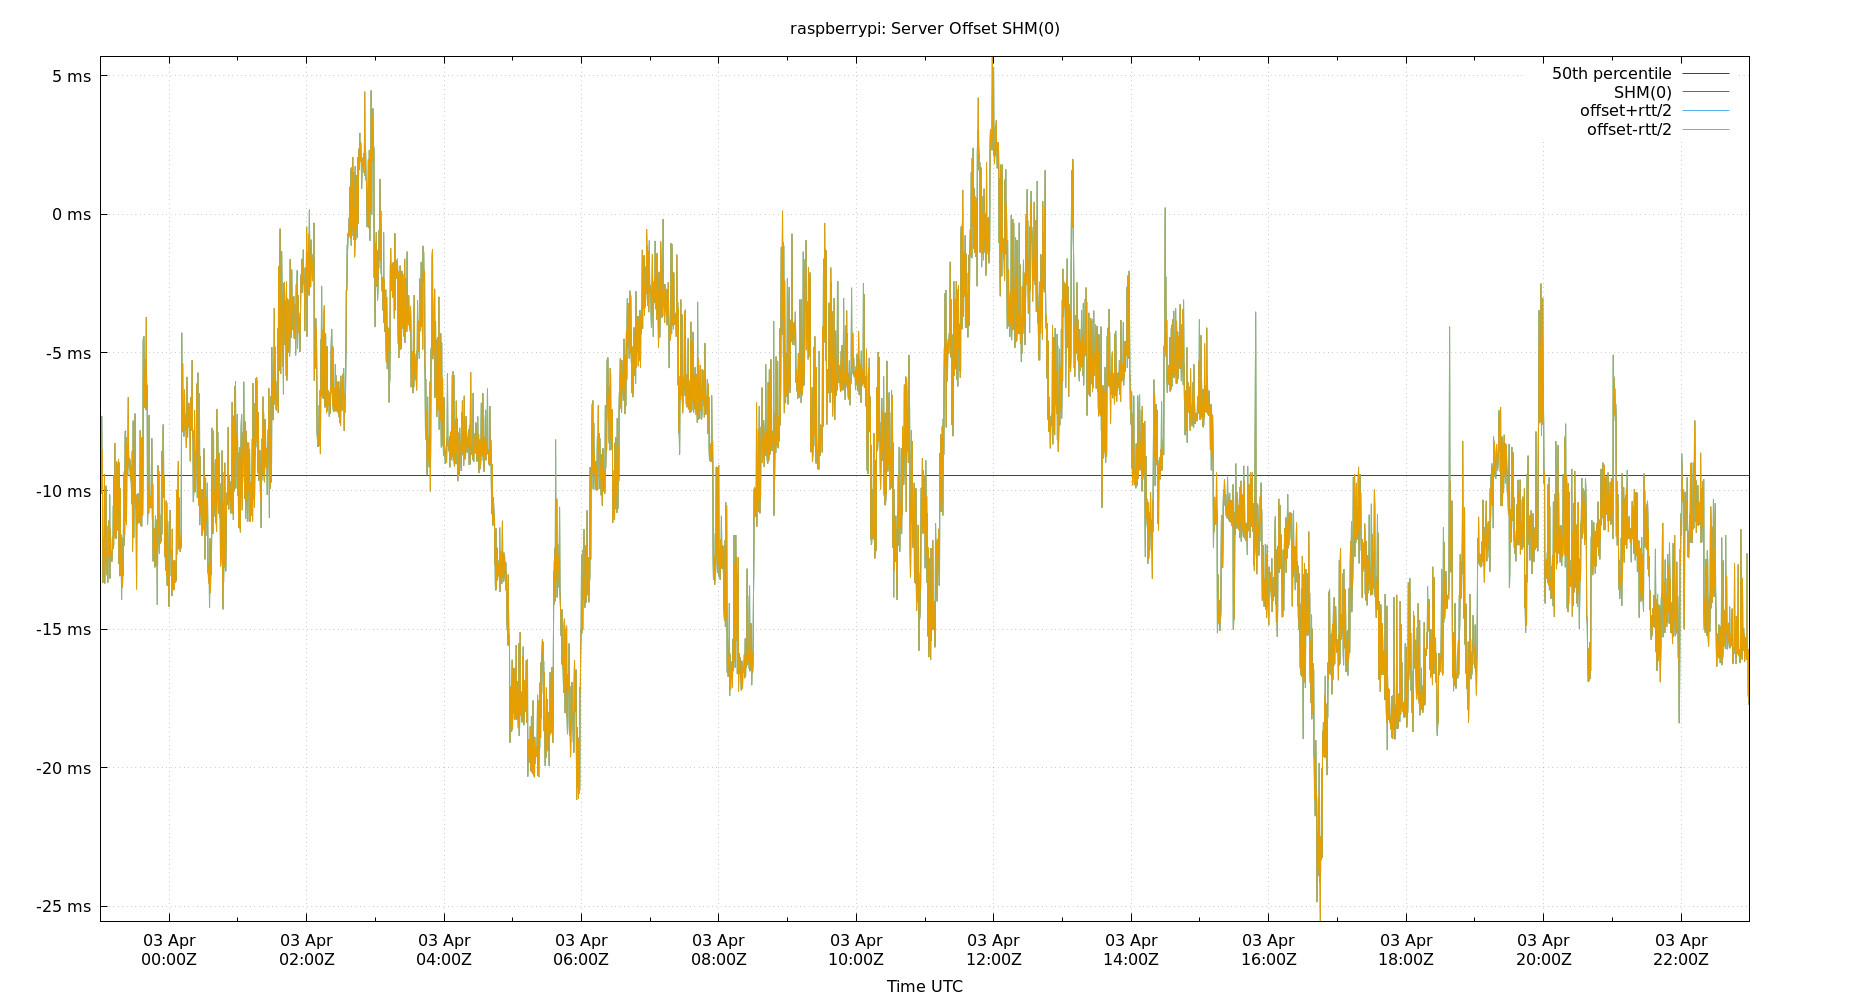 raspberrypi: Server Offset SHM(0)
50th percentile
SHM(0)
offset+rtt/2
offset-rtt/2
5 ms
0 ms
-5 ms
-10 ms
-15 ms
-20 ms
-25 ms
03 Apr 03 Apr 03 Apr 03 Apr 03 Apr 03 Apr 03 Apr 03 Apr 03 Apr 03 Apr 03 Apr 03 Apr
00:00Z 02:00Z 04:00Z 06:00Z 08:00Z 10:00Z 12:00Z 14:00Z 16:00Z 18:00Z 20:00Z 22:00Z
Time UTC